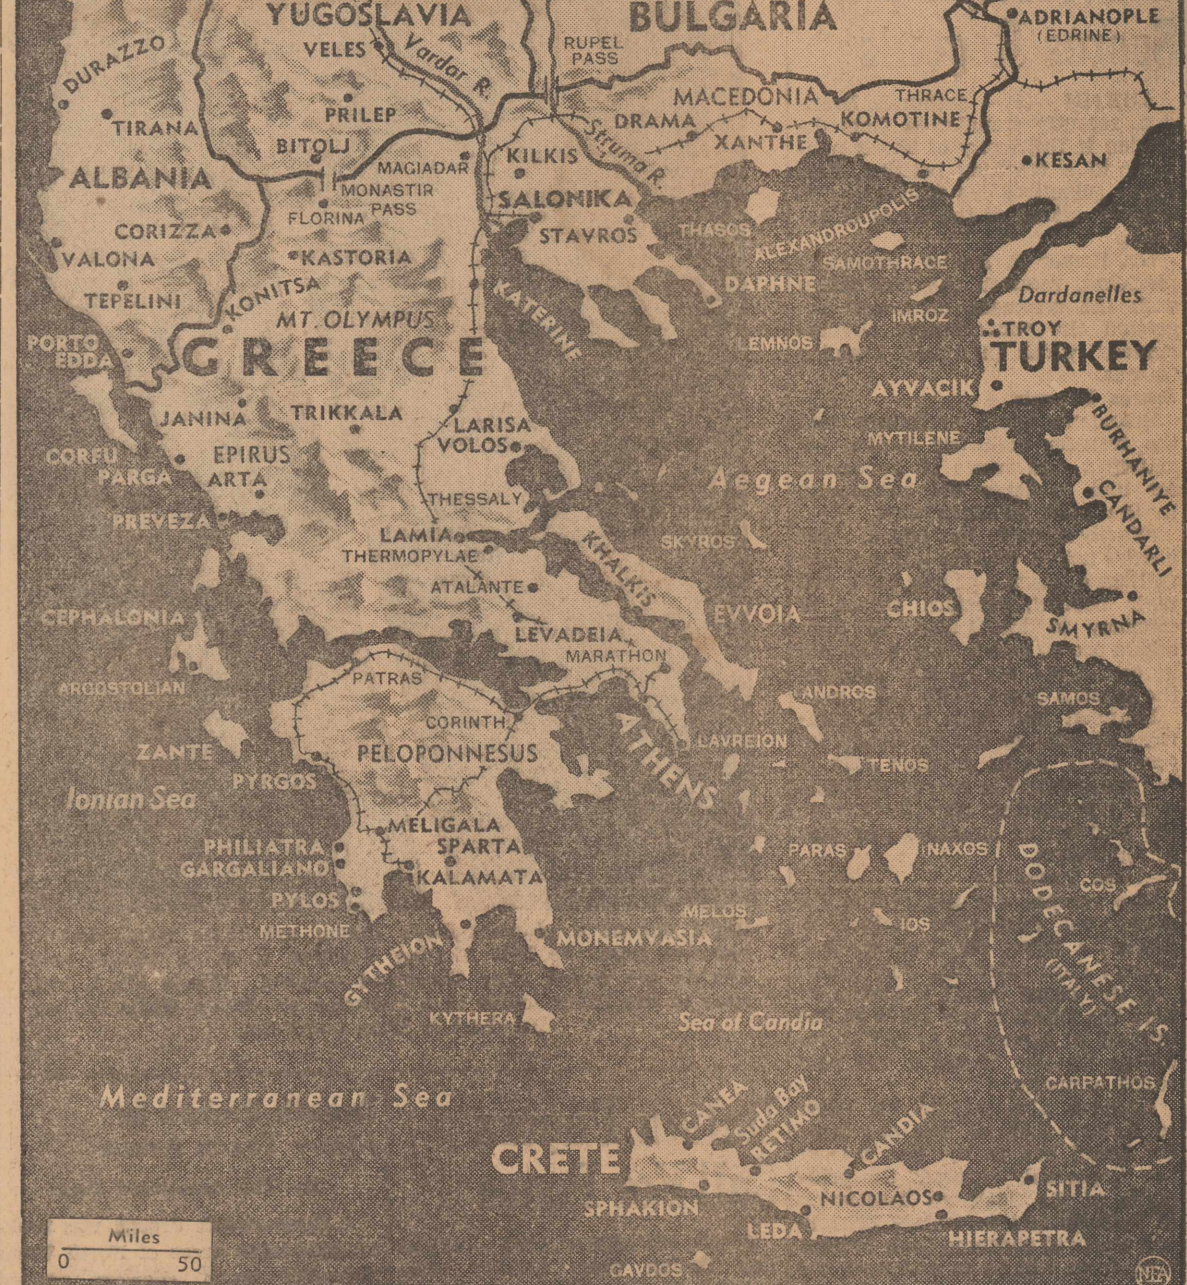 YUGOSLAVIA
BULGARIA
ADRIANOPLE
(EDRINE)
VELES
Vardar R.
RUPEL
PASS
DURAZZO
MACEDONIA
THRACE
PRILEP
TIRANA
DRAMA
XANTHE
KOMOTINE
BITOLJ
KILKIS
Struma R.
KESAN
MAGIADAR
ALBANIA
MONASTIR
PASS
SALONIKA
FLORINA
CORIZZA
STAVROS
THASOS
ALEXANDROUPOLIS
VALONA
KASTORIA
SAMOTHRACE
TEPELINI
KONITSA
DAPHNE
Dardanelles
KATERINE
MT. OLYMPUS
IMROZ
PORTO
EDDA
GREECE
LEMNOS
TROY
TURKEY
AYVACIK
JANINA
TRIKKALA
LARISA
VOLOS
MYTILENE
BURHANIYE
CORFU
EPIRUS
PARGA
ARTA
Aegean Sea
CANDARLI
THESSALY
PREVEZA
LAMIA
THERMOPYLAE
SKYROS
KHALKIS
ATALANTE
CEPHALONIA
EVVOIA
CHIOS
LEVADEIA
SMYRNA
MARATHON
ARGOSTOLIAN
PATRAS
ANDROS
SAMOS
CORINTH
ATHENS
ZANTE
PELOPONNESUS
LAVREION
TENOS
PYRGOS
Ionian Sea
MELIGALA
PHILIATRA
SPARTA
PARAS
NAXOS
GARGALIANO
KALAMATA
DODECANESE IS.
(ITALY)
COS
PYLOS
METHONE
MELOS
IOS
GYTHEION
MONEMVASIA
KYTHERA
Sea of Candia
Mediterranean Sea
CARPATHOS
CANEA
Suda Bay
RETIMO
CANDIA
CRETE
SITIA
SPHAKION
NICOLAOS
LEDA
HIERAPETRA
Miles
0 50
GAVDOS
NEA